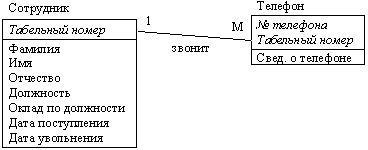 Сотрудник
Табельный номер
Фамилия
Имя
Отчество
Должность
Оклад по должности
Дата поступления
Дата увольнения
1
звонит
М
Телефон
№ телефона
Табельный номер
Свед. о телефоне